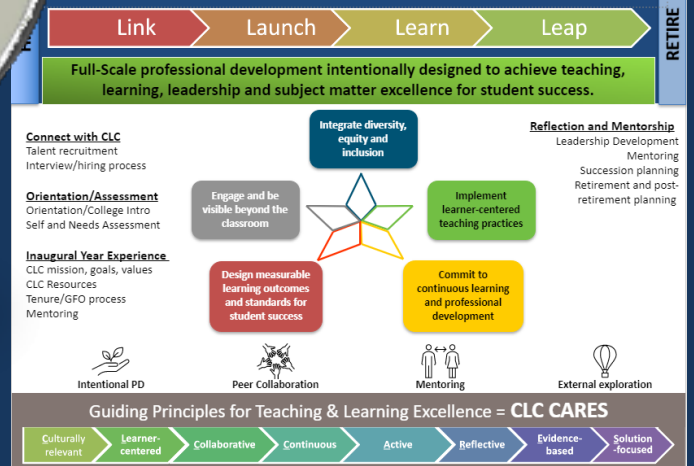 Link Launch Learn Leap
RETIRE
Full-Scale professional development intentionally designed to achieve teaching,
learning, leadership and subject matter excellence for student success.
Connect with CLC
Talent recruitment
Interview/hiring process
Orientation/Assessment
Orientation/College Intro
Self and Needs Assessment
Inaugural Year Experience
CLC mission, goals, values
CLC Resources
Tenure/GFO process
Mentoring
Integrate diversity,
equity and
inclusion
Engage and be
visible beyond the
classroom
Implement
learner-centered
teaching practices
Design measurable
learning outcomes
and standards for
student success
Commit to
continuous learning
and professional
development
Reflection and Mentorship
Leadership Development
Mentoring
Succession planning
Retirement and post-
retirement planning
Intentional PD
Peer Collaboration
Mentoring
External exploration
Guiding Principles for Teaching & Learning Excellence = CLC CARES
Culturally
relevant
Learner-
centered
Collaborative
Continuous
Active
Reflective
Evidence-
based
Solution
-focused